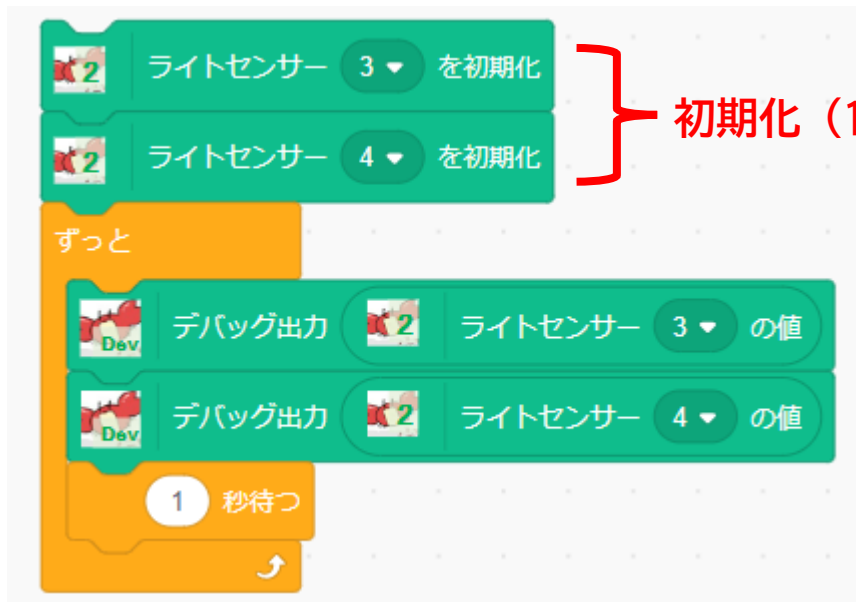 2 ライトセンサー 3 を初期化
初期化（1
2 ライトセンサー 4 を初期化
ずっと
Dev デバッグ出力 2 ライトセンサー 3 の値
Dev デバッグ出力 2 ライトセンサー 4 の値
1 秒待つ